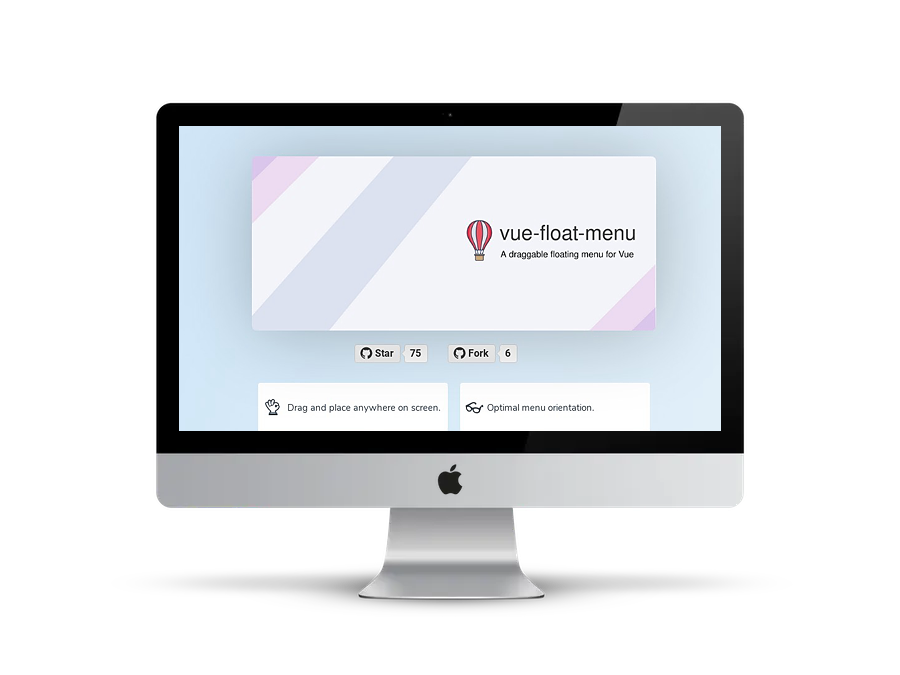 vue-float-menu
A draggable floating menu for Vue
Star 75 Fork 6
Drag and place anywhere on screen.
Optimal menu orientation.